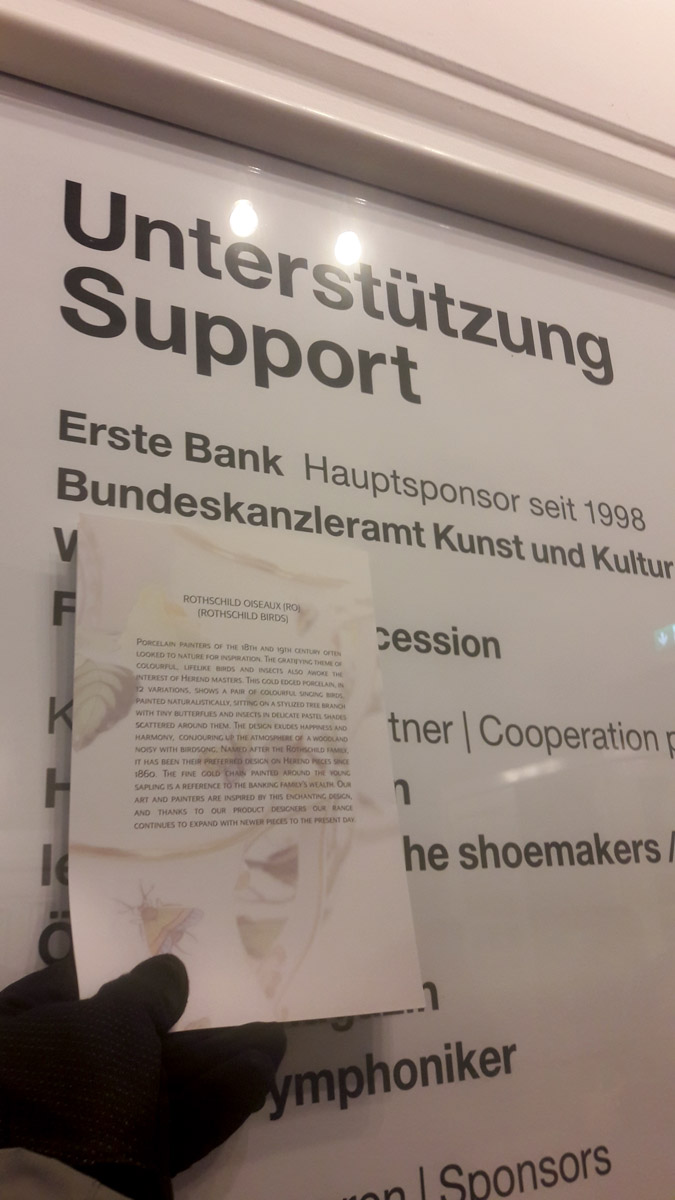 Unterstützung
Support
Erste Bank Hauptsponsor seit 1998
Bundeskanzleramt Kunst und Kultur
cession
tner | Cooperation p
he shoemakers /
ymphoniker
| Sponsors
ROTHSCHILD OISEAUX (RO)
(ROTHSCHILD BIRDS)
PORCELAIN PAINTERS OF THE 18TH AND 19TH CENTURY OFTEN
LOOKED TO NATURE FOR INSPIRATION. THE GRATIFYING THEME OF
COLOURFUL, LIFELIKE BIRDS AND INSECTS ALSO AWOKE THE
INTEREST OF HEREND MASTERS. THIS GOLD EDGED PORCELAIN, IN
12 VARIATIONS, SHOWS A PAIR OF COLOURFUL SINGING BIRDS,
PAINTED NATURALISTICALLY, SITTING ON A STYLIZED TREE BRANCH
WITH TINY BUTTERFLIES AND INSECTS IN DELICATE PASTEL SHADES
SCATTERED AROUND THEM. THE DESIGN EXUDES HAPPINESS AND
HARMONY, CONJOURING UP THE ATMOSPHERE OF A WOODLAND
NOISY WITH BIRDSONG. NAMED AFTER THE ROTHSCHILD FAMILY,
IT HAS BEEN THEIR PREFERRED DESIGN ON HEREND PIECES SINCE
1860. THE FINE GOLD CHAIN PAINTED AROUND THE YOUNG
SAPLING IS A REFERENCE TO THE BANKING FAMILY'S WEALTH. OUR
ART AND PAINTERS ARE INSPIRED BY THIS ENCHANTING DESIGN,
AND THANKS TO OUR PRODUCT DESIGNERS OUR RANGE
CONTINUES TO EXPAND WITH NEWER PIECES TO THE PRESENT DAY.